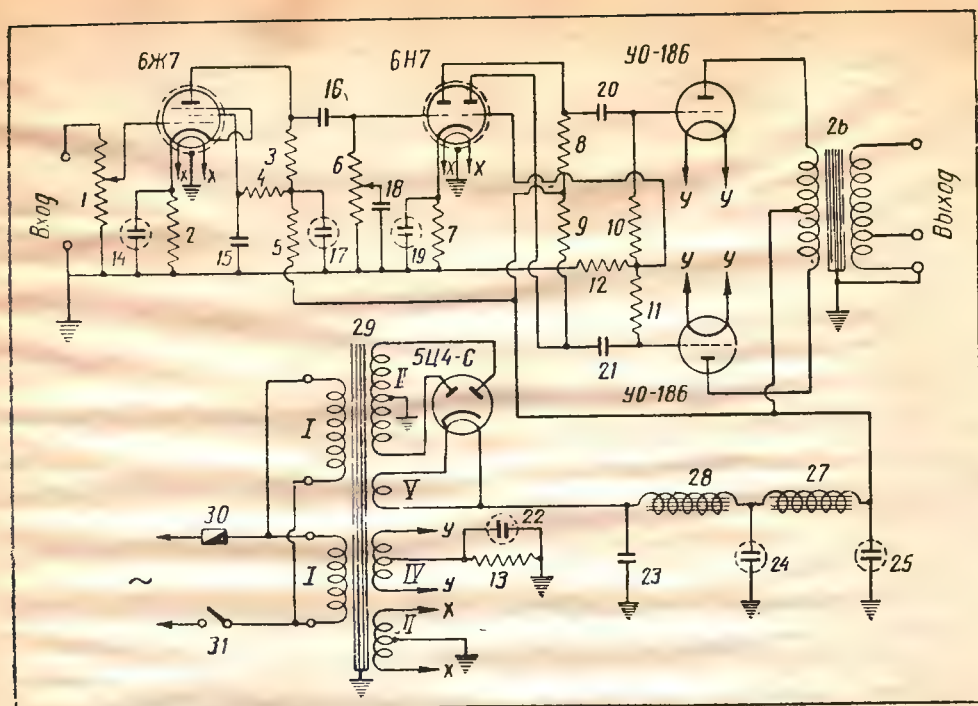 6Ж7
6Н7
УО-186
16
20
26
1
3
4
6
18
8
x
x
x
x
У
У
Вход
2
5
7
9
10
Выход
14
15
17
19
12
11
У
У
29
21
5Ц4-С
УО-186
I
II
V
28
27
30
У
22
~
I
IV
13
23
24
25
У
31
II
x
x